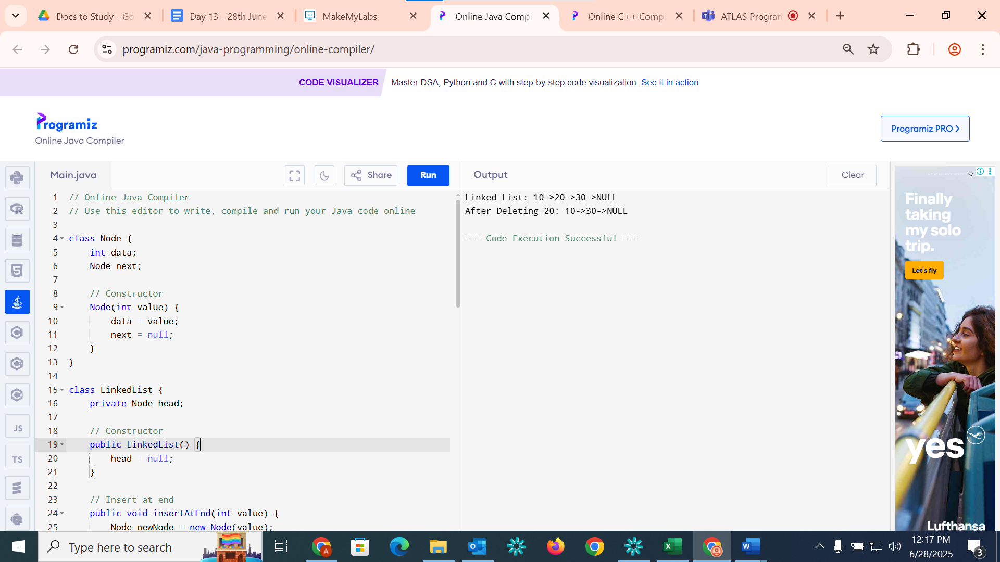 Docs to Study - Go
Day 13 - 28th June
MakeMyLabs
Online Java Compi
Online C++ Compi
ATLAS Program
programiz.com/java-programming/online-compiler/
CODE VISUALIZER
Master DSA, Python and C with step-by-step code visualization. See it in action
Programiz
Online Java Compiler
Programiz PRO
Main.java
Share
Run
Output
Clear
1 // Online Java Compiler
2 // Use this editor to write, compile and run your Java code online
3
4 class Node {
5 int data;
6 Node next;
7
8 // Constructor
9 Node(int value) {
10 data = value;
11 next = null;
12 }
13 }
14
15 class LinkedList {
16 private Node head;
17
18 // Constructor
19 public LinkedList() {
20 head = null;
21 }
22
23 // Insert at end
24 public void insertAtEnd(int value) {
25 Node newNode = new Node(value);
Linked List: 10->20->30->NULL
After Deleting 20: 10->30->NULL
=== Code Execution Successful ===
JS
TS
Finally
taking
my solo
trip.
Let's fly
yes
Lufthansa
Type here to search
12:17 PM
6/28/2025
3